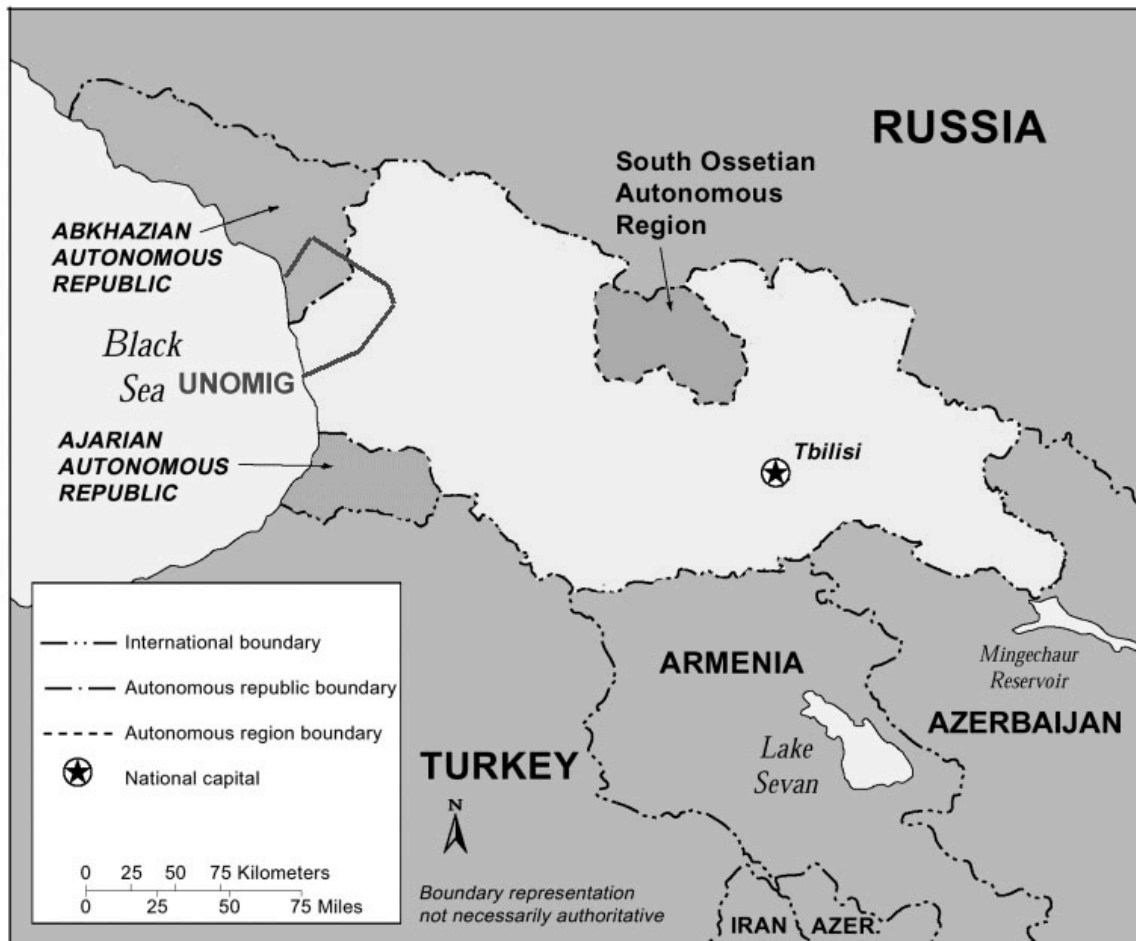 RUSSIA
South Ossetian
Autonomous
Region
ABKHAZIAN
AUTONOMOUS
REPUBLIC
Black
Sea
UNOMIG
AJARIAN
AUTONOMOUS
REPUBLIC
Tbilisi
International boundary
Autonomous republic boundary
Autonomous region boundary
National capital
0 25 50 75 Kilometers
0 25 50 75 Miles
ARMENIA
Mingechaur
Reservoir
AZERBAIJAN
TURKEY
Lake
Sevan
N
Boundary representation
not necessarily authoritative
IRAN
AZER.